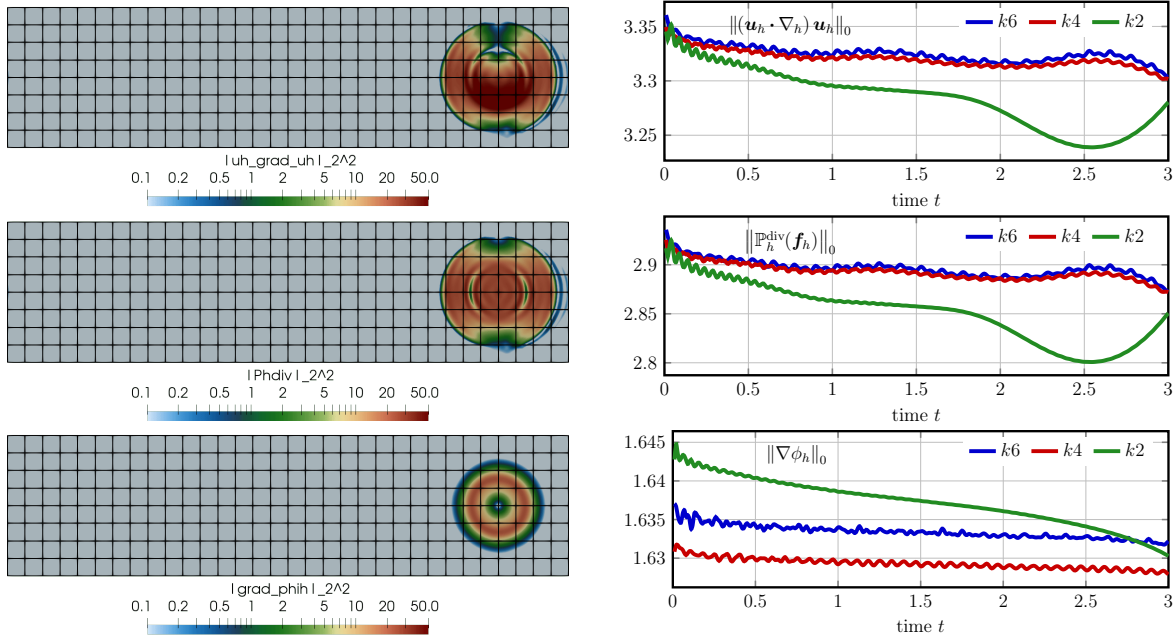 | uh_grad_uh |_2^2
0.1 0.2 0.5 1 2 5 10 20 50.0
| Phdiv |_2^2
0.1 0.2 0.5 1 2 5 10 20 50.0
| grad_phih |_2^2
0.1 0.2 0.5 1 2 5 10 20 50.0
‖(𝒖ₕ · ∇ₕ) 𝒖ₕ‖₀ k6 k4 k2
3.35
3.3
3.25
0 0.5 1 1.5 2 2.5 3
time t
‖ℙₕᵈⁱᵛ(𝒇ₕ)‖₀ k6 k4 k2
2.9
2.85
2.8
0 0.5 1 1.5 2 2.5 3
time t
1.645
‖∇ϕₕ‖₀ k6 k4 k2
1.64
1.635
1.63
0 0.5 1 1.5 2 2.5 3
time t